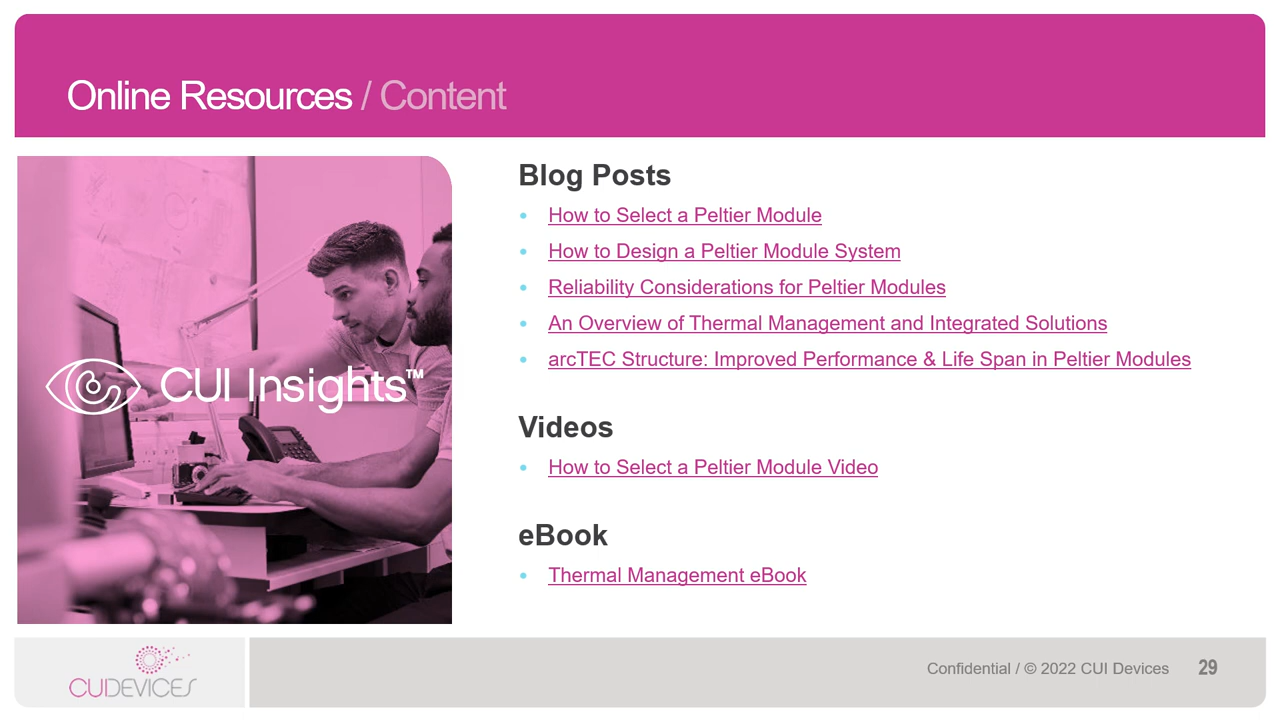 Online Resources / Content
CUI Insights™
Blog Posts
• How to Select a Peltier Module
• How to Design a Peltier Module System
• Reliability Considerations for Peltier Modules
• An Overview of Thermal Management and Integrated Solutions
• arcTEC Structure: Improved Performance & Life Span in Peltier Modules
Videos
• How to Select a Peltier Module Video
eBook
• Thermal Management eBook
CUIDEVICES
Confidential / © 2022 CUI Devices 29